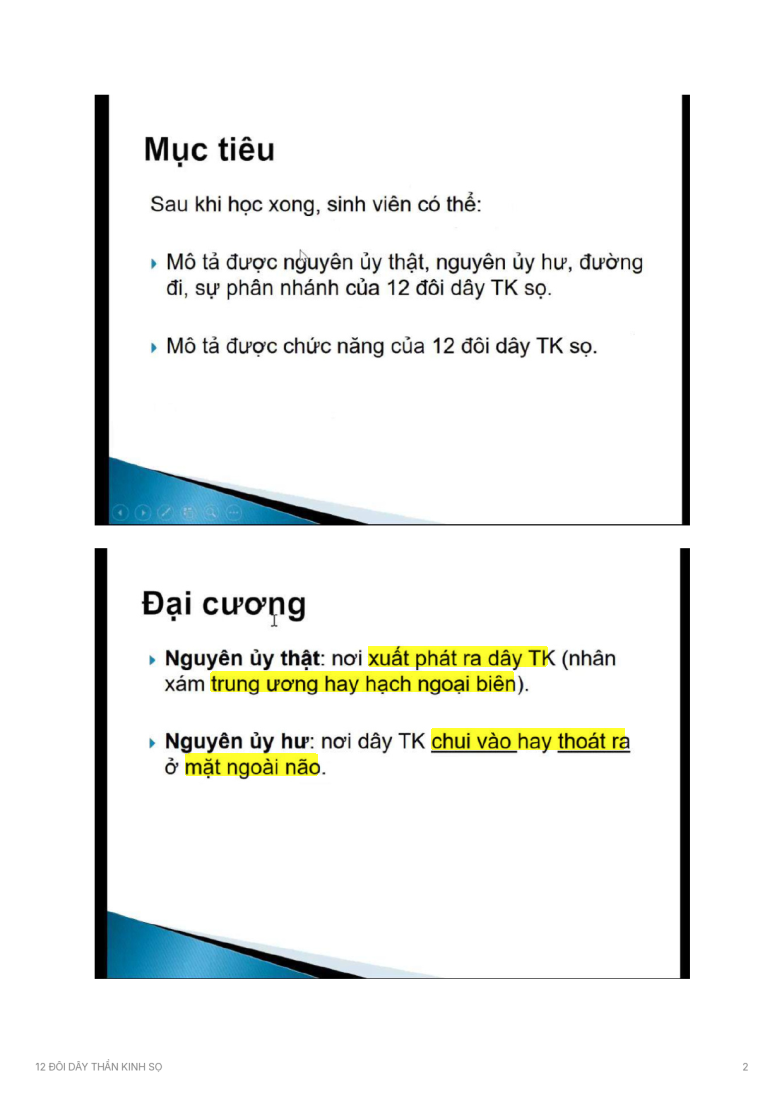 Mục tiêu
Sau khi học xong, sinh viên có thể:
Mô tả được nguyên ủy thật, nguyên ủy hư, đường
đi, sự phân nhánh của 12 đôi dây TK sọ.
Mô tả được chức năng của 12 đôi dây TK sọ.
Đại cương
Nguyên ủy thật: nơi xuất phát ra dây TK (nhân
xám trung ương hay hạch ngoại biên).
Nguyên ủy hư: nơi dây TK chui vào hay thoát ra
ở mặt ngoài não.
12 ĐÔI DÂY THẦN KINH SỌ
2